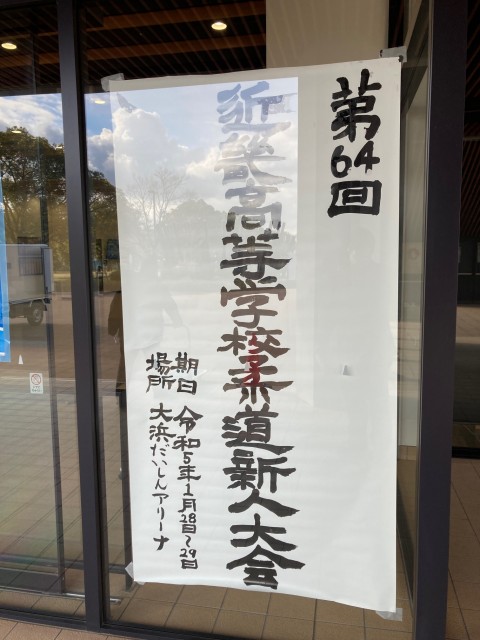 第64回
近畿高等学校柔道新人大会
期日 令和5年1月28日~29日
場所 大浜だいしんアリーナ